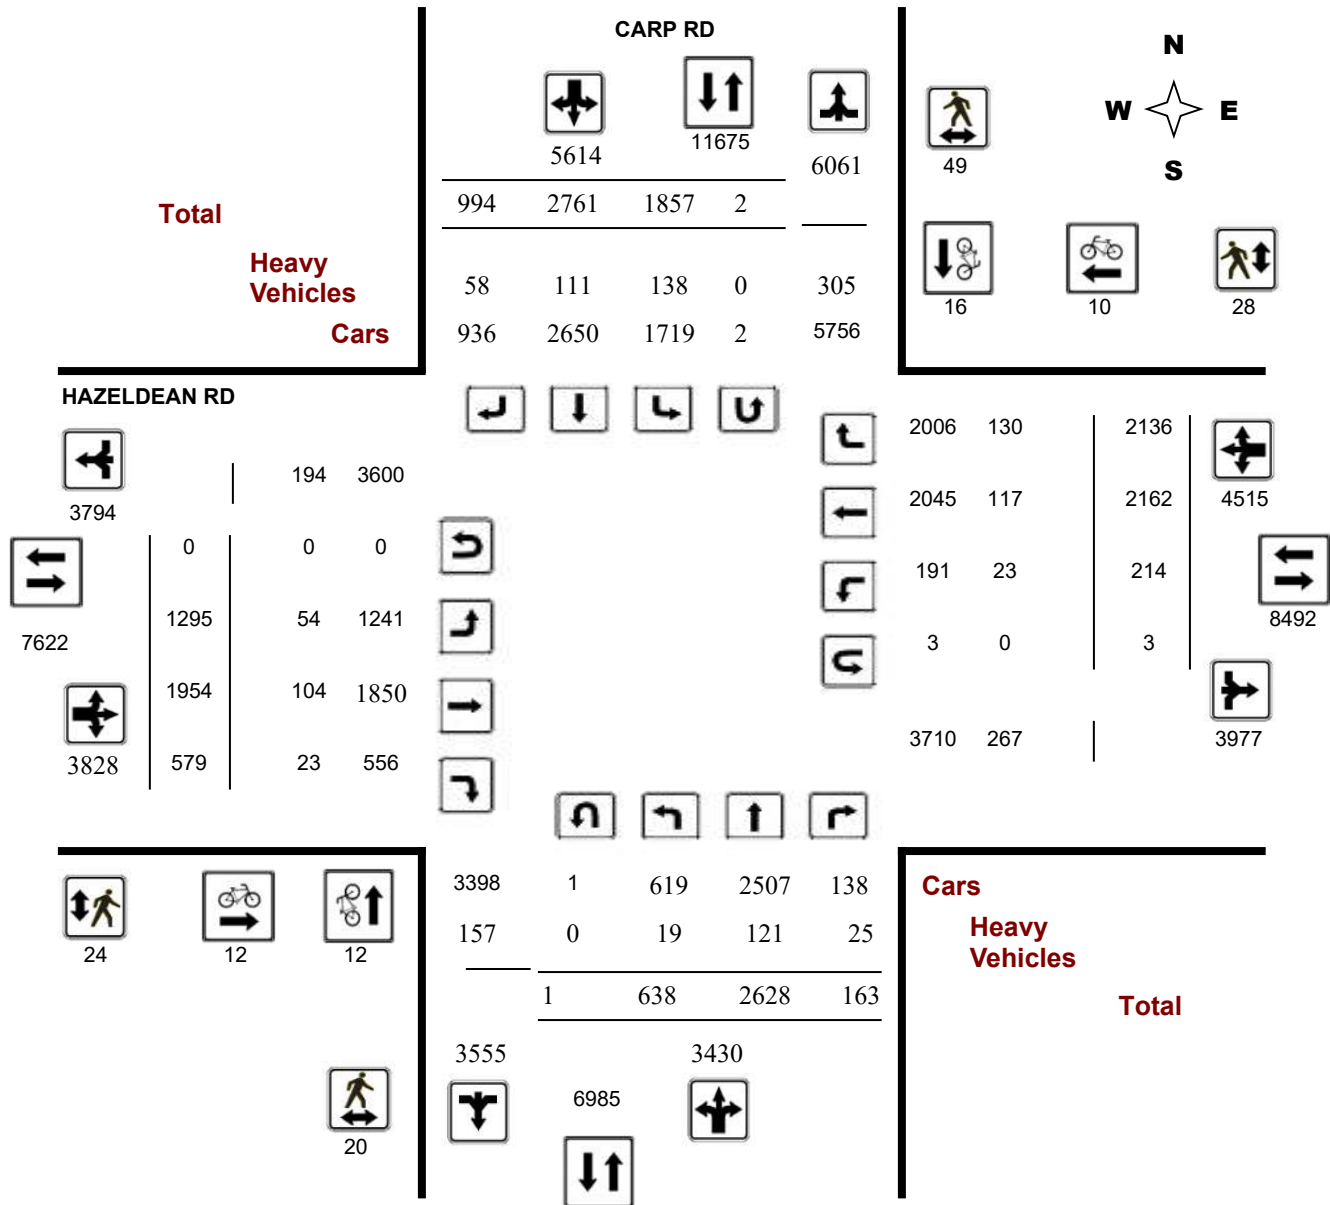 CARP RD
N
W E
S
5614 11675 6061 49
Total 994 2761 1857 2
Heavy
Vehicles 58 111 138 0 305
16 10 28
Cars 936 2650 1719 2 5756
HAZELDEAN RD
2006 130 2136
194 3600
3794
2045 117 2162 4515
0 0 0
191 23 214
1295 54 1241
8492
7622
3 0 3
1954 104 1850
3710 267 3977
3828 579 23 556
3398 1 619 2507 138 Cars
157 0 19 121 25 Heavy
Vehicles
24 12 12
1 638 2628 163 Total
3555 3430
6985
20